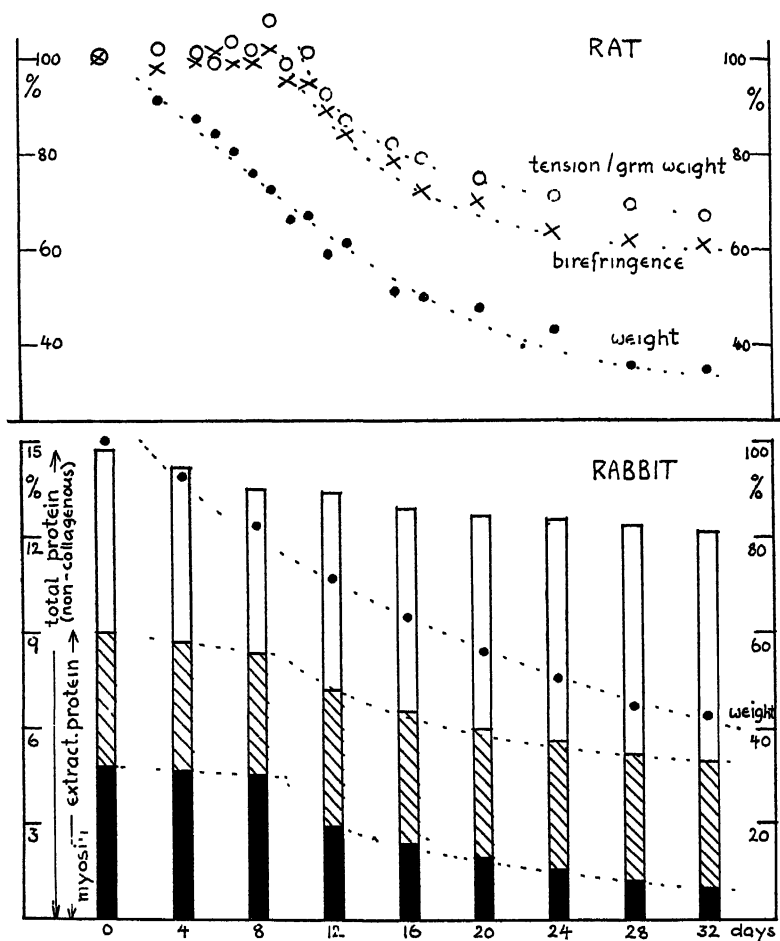 RAT
100
%
80
60
40
100
%
80
60
40
tension/grm weight
birefringence
weight
RABBIT
15
%
12
9
6
3
100
%
80
60
40
20
total protein
(non-collagenous)
extract. protein
myosin
weight
0 4 8 12 16 20 24 28 32 days